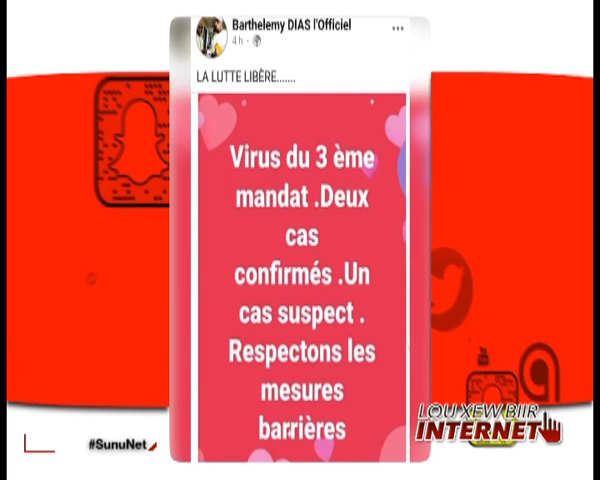 Barthelemy DIAS l'Officiel
4 h
LA LUTTE LIBÈRE.......
Virus du 3 ème
mandat .Deux
cas
confirmés .Un
cas suspect .
Respectons les
mesures
barrières
LOU XEW BIIR
INTERNET
#SunuNet